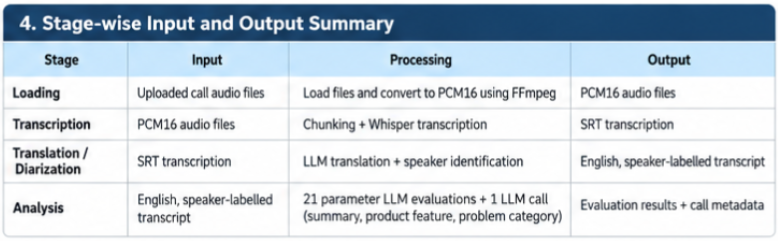 4. Stage-wise Input and Output Summary
Stage Input Processing Output
Loading Uploaded call audio files Load files and convert to PCM16 using FFmpeg PCM16 audio files
Transcription PCM16 audio files Chunking + Whisper transcription SRT transcription
Translation /
Diarization SRT transcription LLM translation + speaker identification English, speaker-labelled transcript
Analysis English, speaker-labelled
transcript 21 parameter LLM evaluations + 1 LLM call
(summary, product feature, problem category) Evaluation results + call metadata